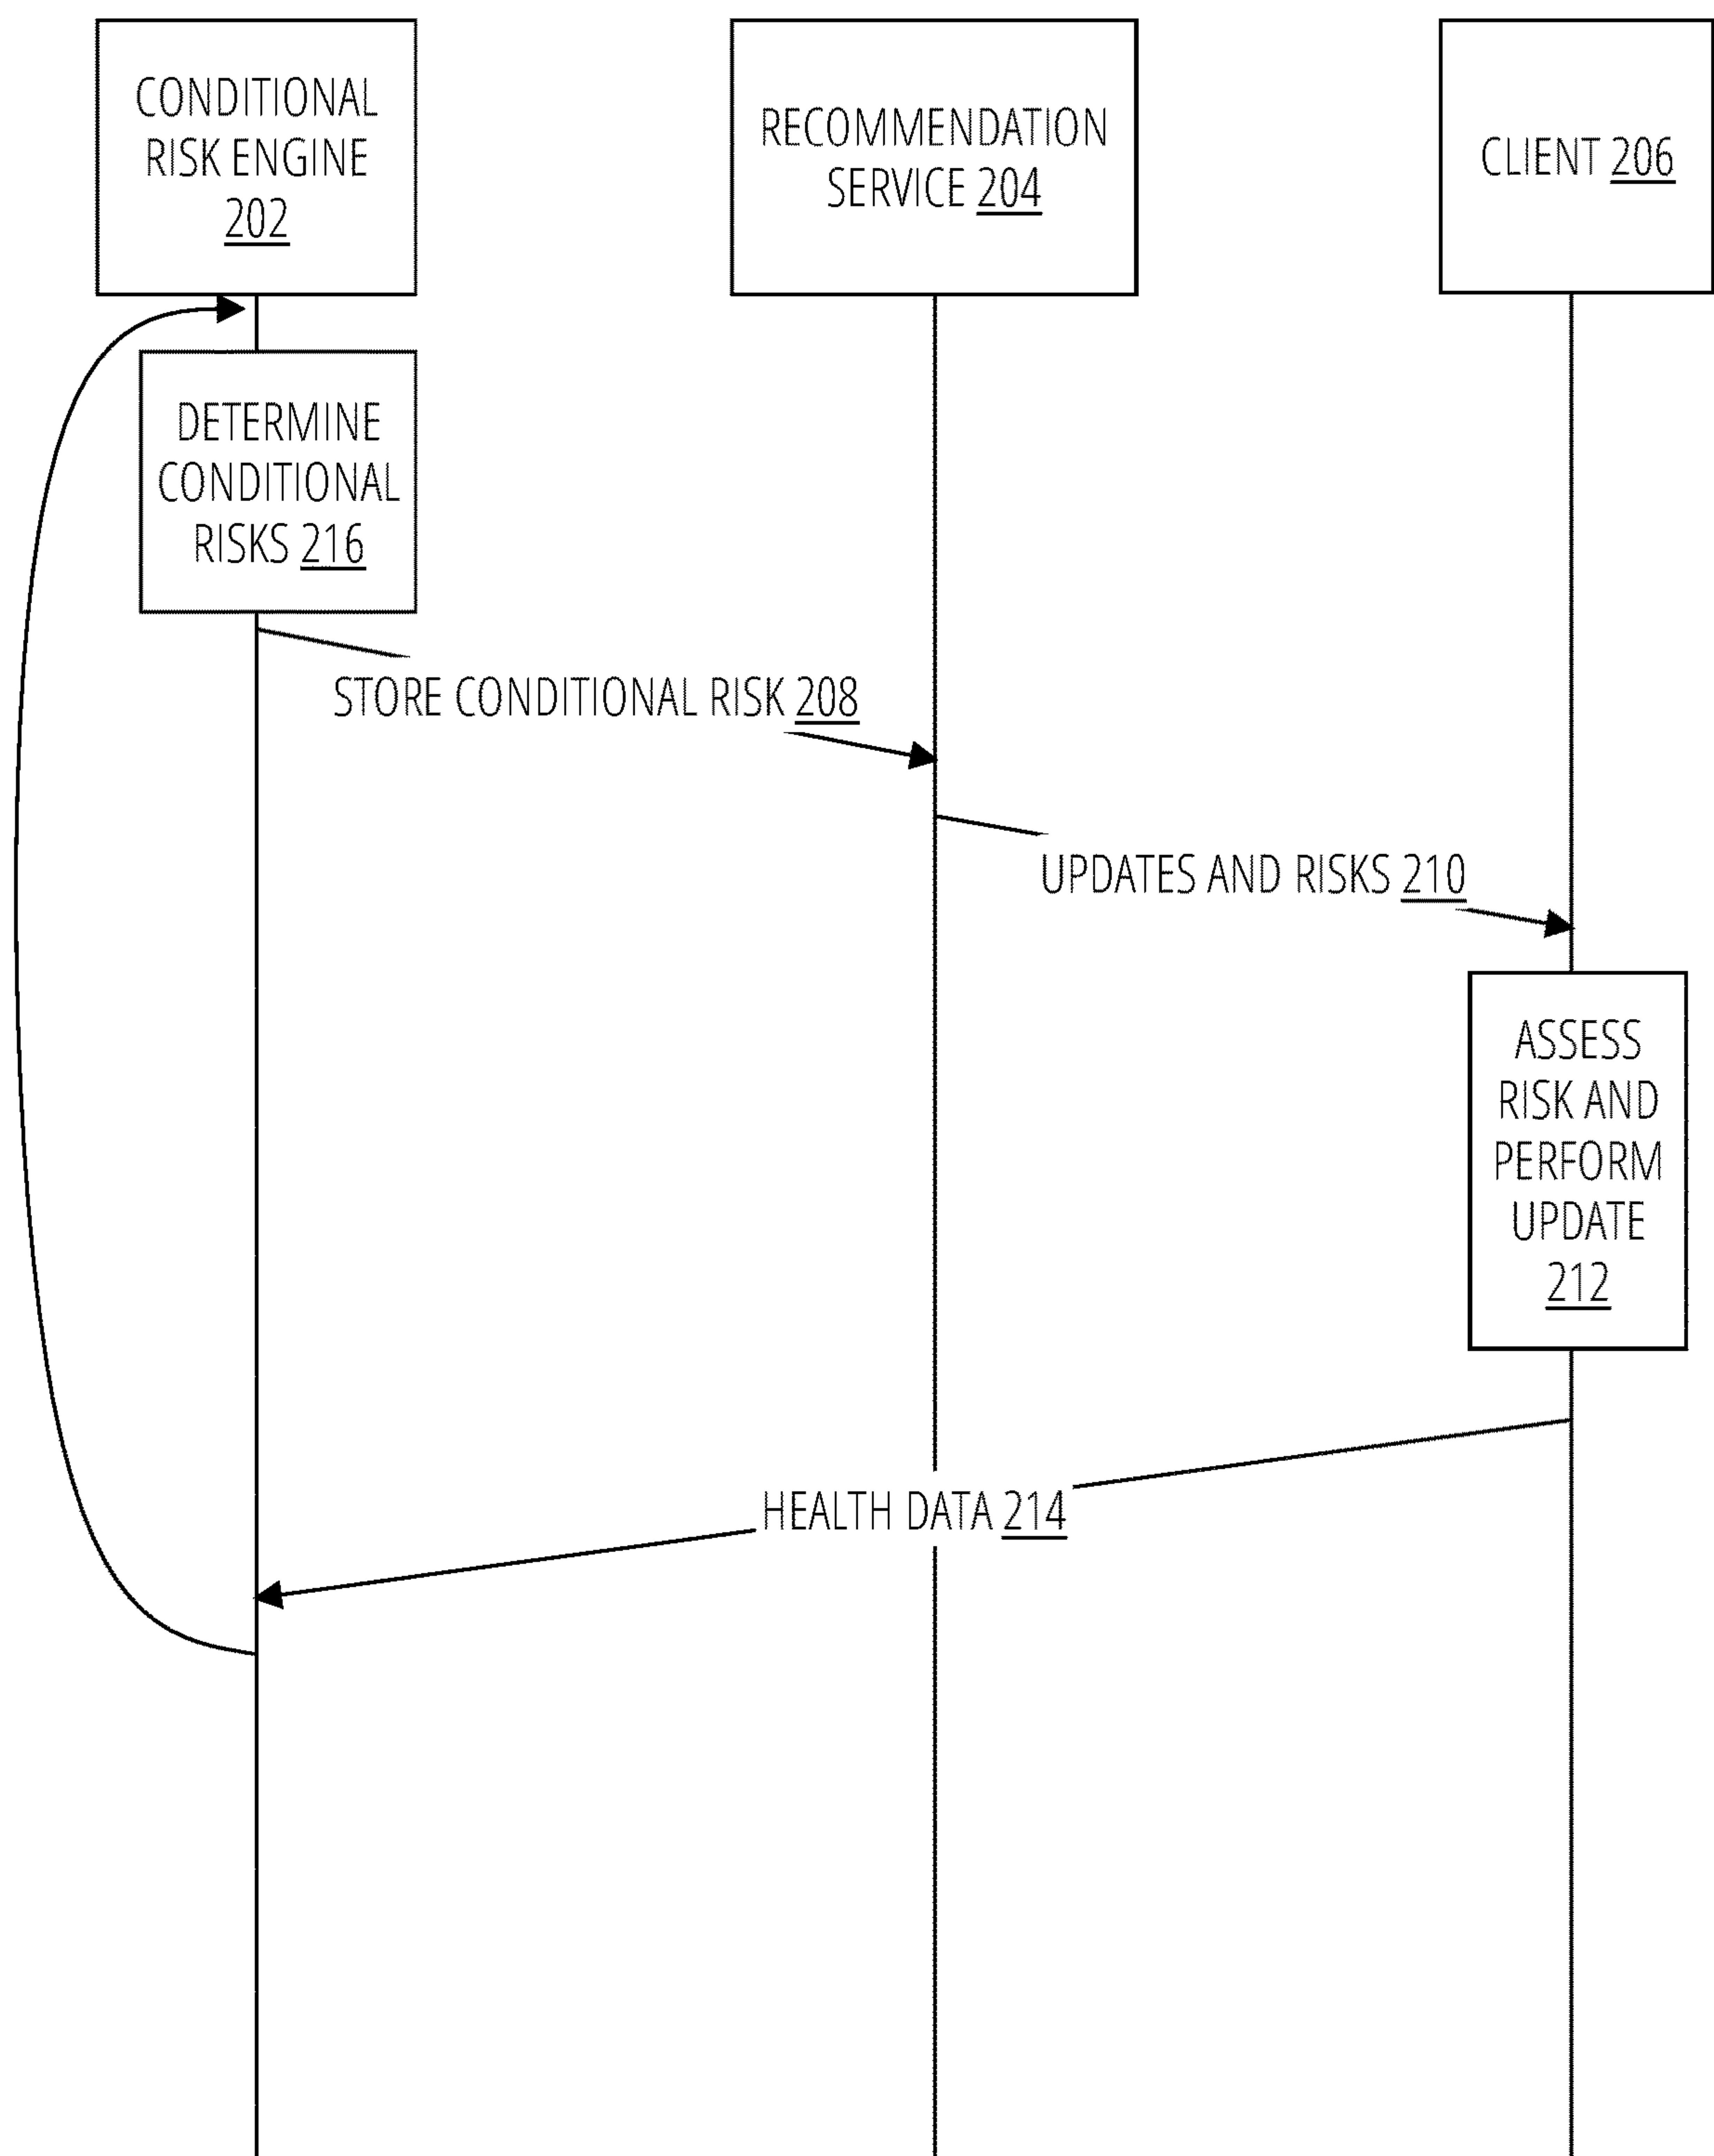 CONDITIONAL
RISK ENGINE
202
RECOMMENDATION
SERVICE 204
CLIENT 206
DETERMINE
CONDITIONAL
RISKS 216
STORE CONDITIONAL RISK 208
UPDATES AND RISKS 210
ASSESS
RISK AND
PERFORM
UPDATE
212
HEALTH DATA 214